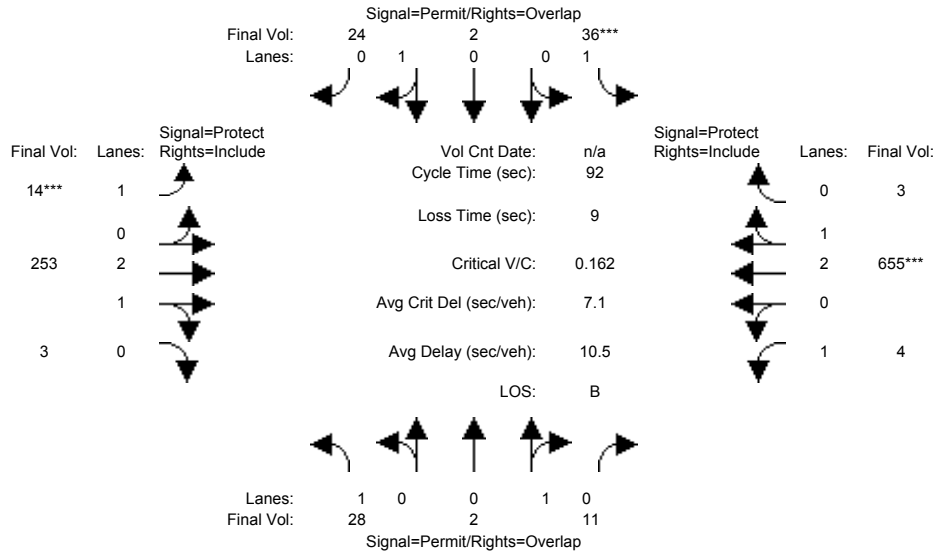 Signal=Permit/Rights=Overlap
Final Vol: 24 2 36***
Lanes: 0 1 0 0 1
Signal=Protect Signal=Protect
Final Vol: Lanes: Rights=Include Vol Cnt Date: n/a Rights=Include Lanes: Final Vol:
Cycle Time (sec): 92
14*** 1 0 3
Loss Time (sec): 9
0 1
253 2 Critical V/C: 0.162 2 655***
1 Avg Crit Del (sec/veh): 7.1 0
3 0 Avg Delay (sec/veh): 10.5 1 4
LOS: B
Lanes: 1 0 0 1 0
Final Vol: 28 2 11
Signal=Permit/Rights=Overlap